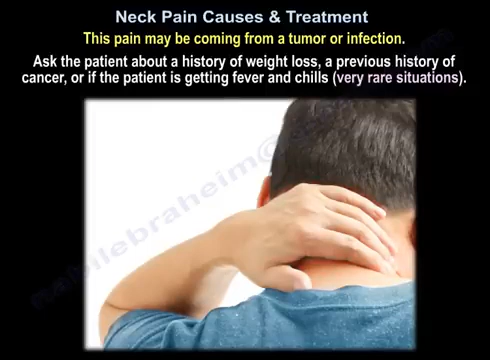 Neck Pain Causes & Treatment
This pain may be coming from a tumor or infection.
Ask the patient about a history of weight loss, a previous history of
cancer, or if the patient is getting fever and chills (very rare situations).